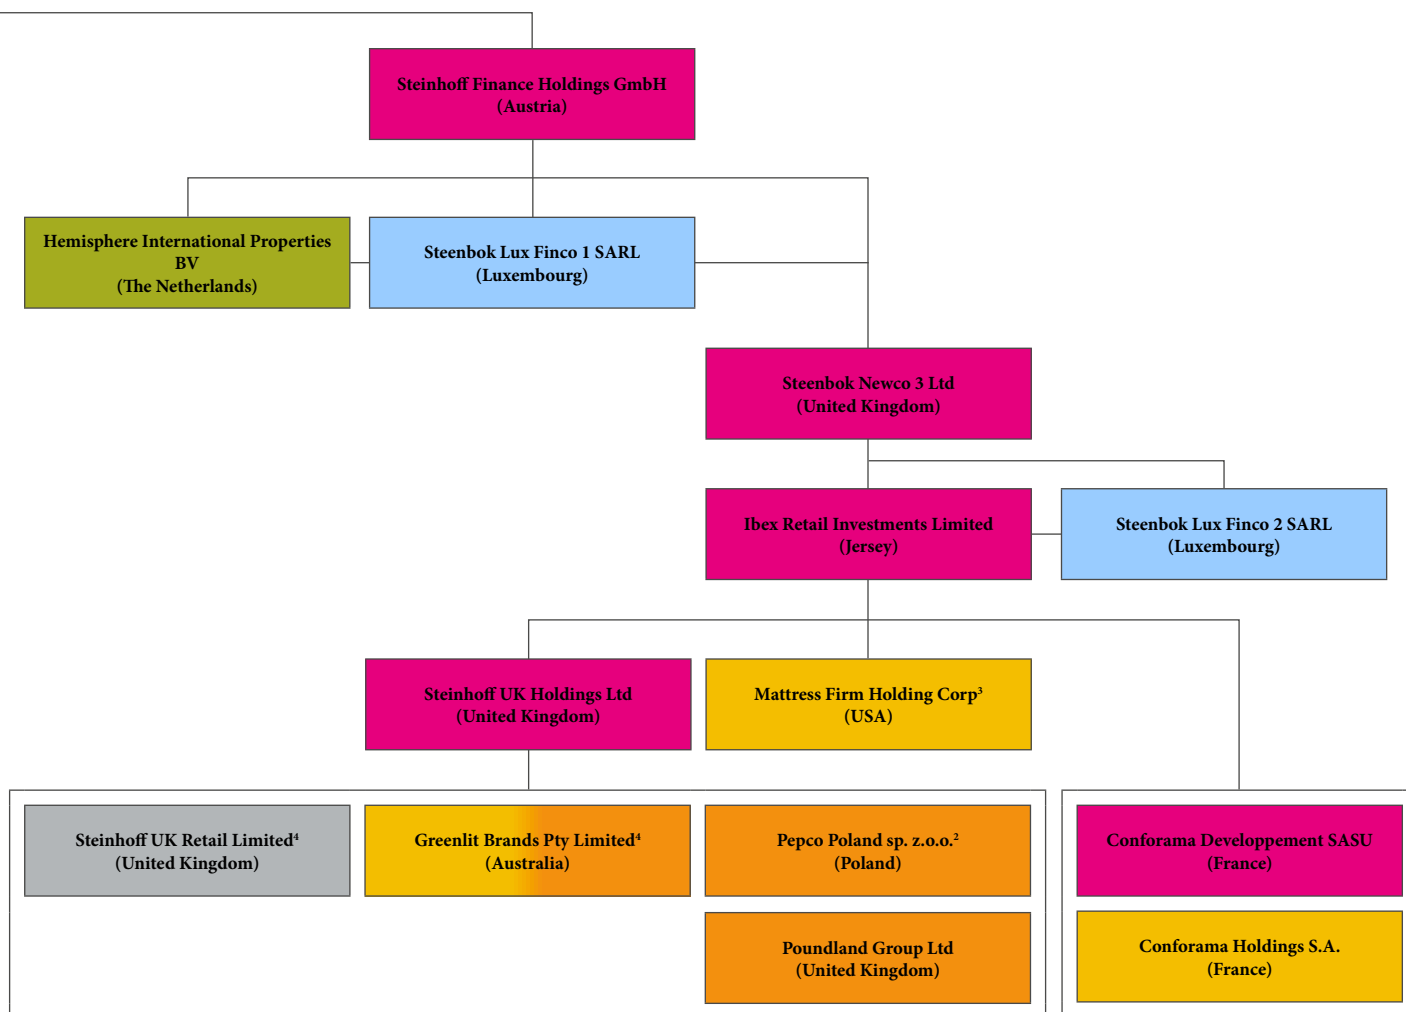 Steinhoff Finance Holdings GmbH
(Austria)
Hemisphere International Properties
BV
(The Netherlands)
Steenbok Lux Finco 1 SARL
(Luxembourg)
Steenbok Newco 3 Ltd
(United Kingdom)
Ibex Retail Investments Limited
(Jersey)
Steenbok Lux Finco 2 SARL
(Luxembourg)
Steinhoff UK Holdings Ltd
(United Kingdom)
Mattress Firm Holding Corp³
(USA)
Steinhoff UK Retail Limited⁴
(United Kingdom)
Greenlit Brands Pty Limited⁴
(Australia)
Pepco Poland sp. z.o.o.²
(Poland)
Conforama Developpement SASU
(France)
Poundland Group Ltd
(United Kingdom)
Conforama Holdings S.A.
(France)